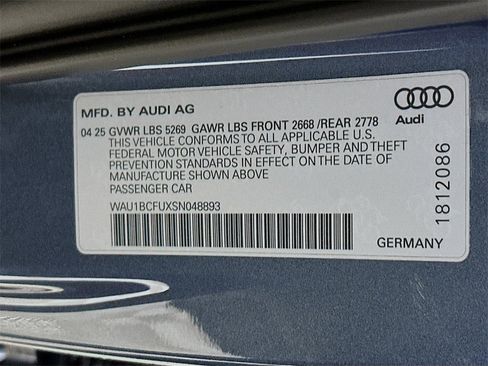 MFD. BY AUDI AG
04 25 GVWR LBS 5269 GAWR LBS FRONT 2668 /REAR 2778
THIS VEHICLE CONFORMS TO ALL APPLICABLE U.S.
FEDERAL MOTOR VEHICLE SAFETY, BUMPER AND THEFT
PREVENTION STANDARDS IN EFFECT ON THE DATE OF
MANUFACTURE SHOWN ABOVE
PASSENGER CAR
WAU1BCFUXSN048893
Audi
1812086
GERMANY